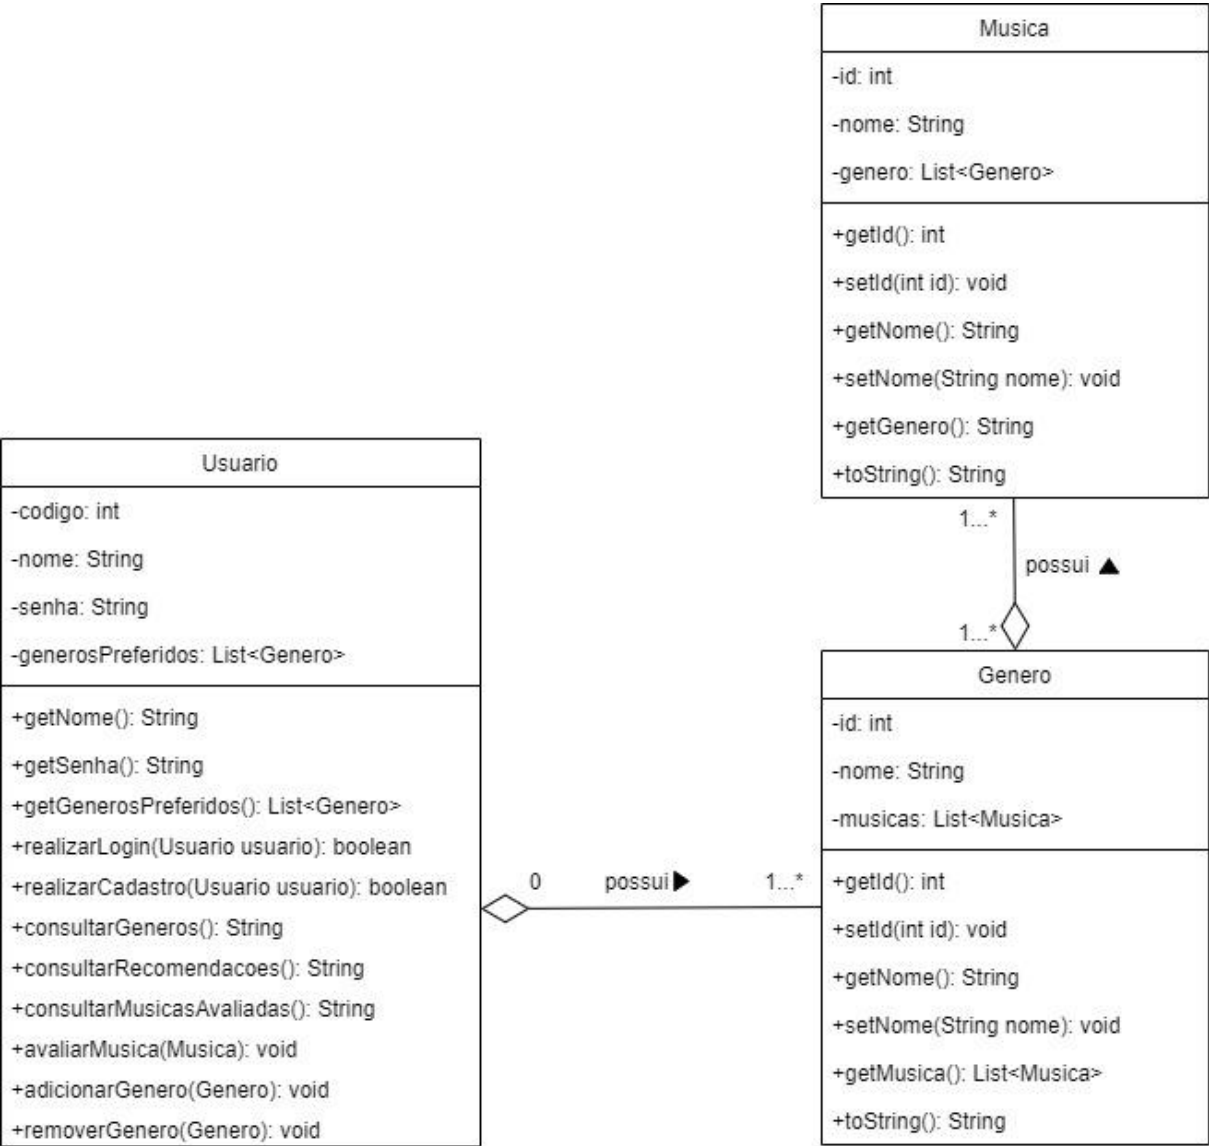 Musica
-id: int
-nome: String
-genero: List<Genero>
+getId(): int
+setId(int id): void
+getNome(): String
+setNome(String nome): void
+getGenero(): String
+toString(): String
1...*
possui ▲
1...*
Usuario
-codigo: int
-nome: String
-senha: String
-generosPreferidos: List<Genero>
+getNome(): String
+getSenha(): String
+getGenerosPreferidos(): List<Genero>
+realizarLogin(Usuario usuario): boolean
+realizarCadastro(Usuario usuario): boolean
+consultarGeneros(): String
+consultarRecomendacoes(): String
+consultarMusicasAvaliadas(): String
+avaliarMusica(Musica): void
+adicionarGenero(Genero): void
+removerGenero(Genero): void
0 possui▶ 1...*
Genero
-id: int
-nome: String
-musicas: List<Musica>
+getId(): int
+setId(int id): void
+getNome(): String
+setNome(String nome): void
+getMusica(): List<Musica>
+toString(): String